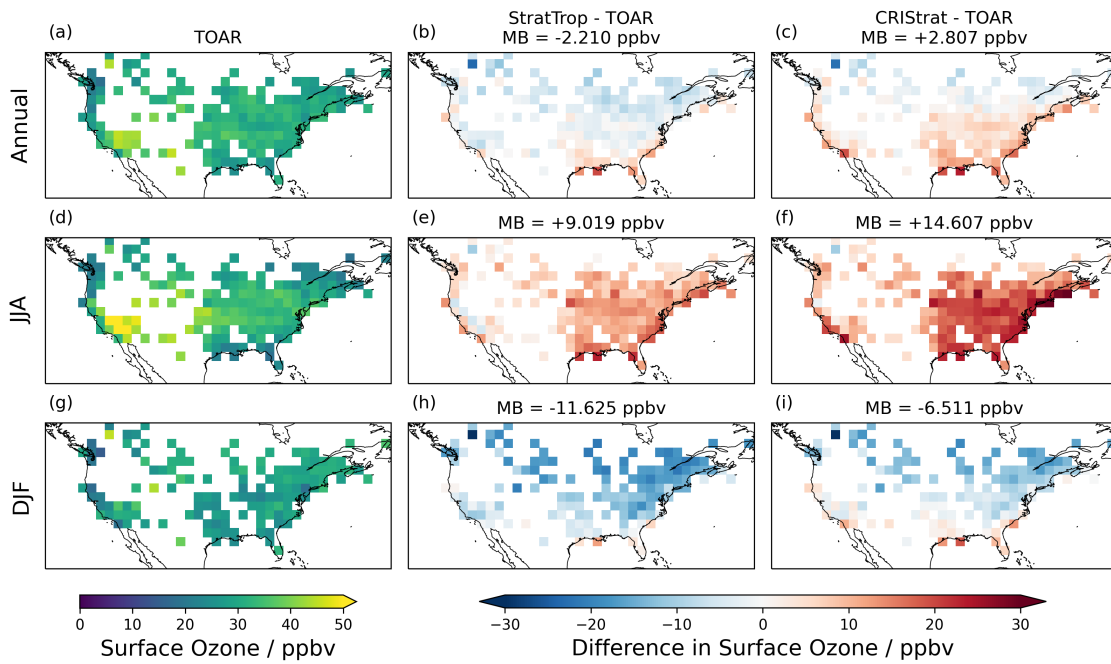 (a)
TOAR
(b)
StratTrop - TOAR
MB = -2.210 ppbv
(c)
CRIStrat - TOAR
MB = +2.807 ppbv
Annual
(d)
(e)
MB = +9.019 ppbv
(f)
MB = +14.607 ppbv
JJA
(g)
(h)
MB = -11.625 ppbv
(i)
MB = -6.511 ppbv
DJF
0 10 20 30 40 50
Surface Ozone / ppbv
−30 −20 −10 0 10 20 30
Difference in Surface Ozone / ppbv